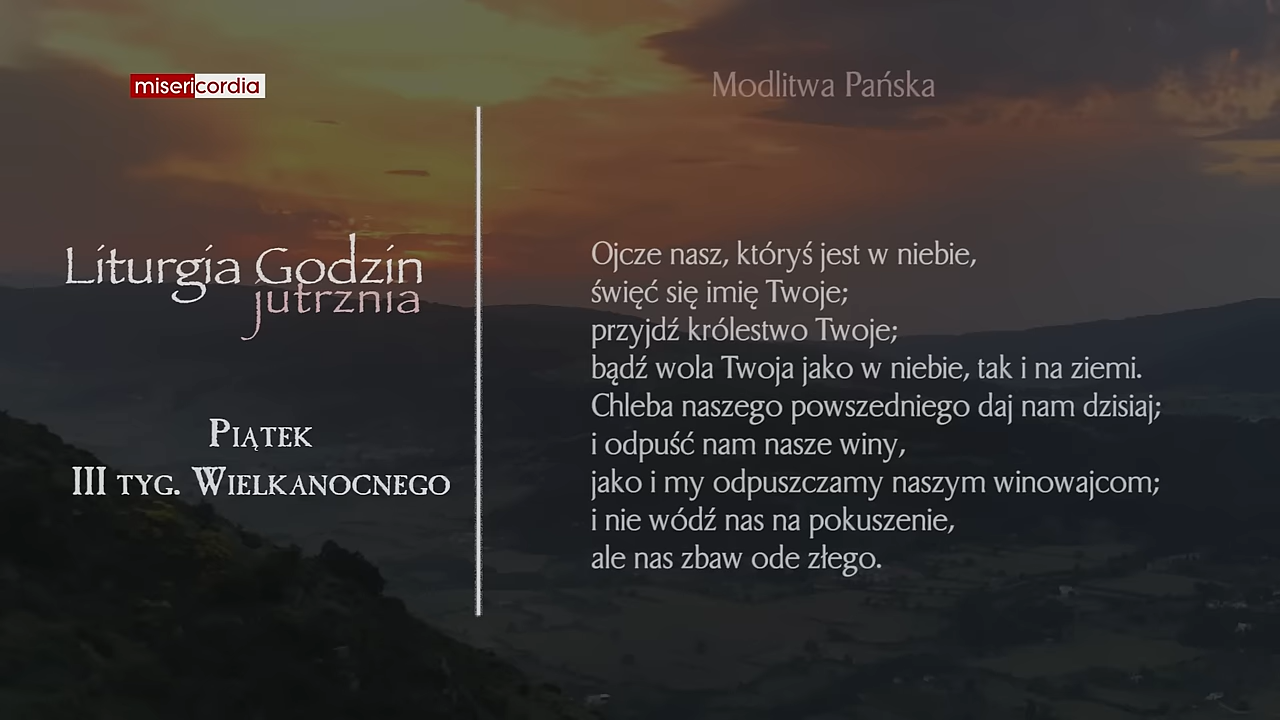 misericordia
Liturgia Godzin
jutrznia
Piątek
III tyg. Wielkanocnego
Modlitwa Pańska
Ojcze nasz, któryś jest w niebie,
święć się imię Twoje;
przyjdź królestwo Twoje;
bądź wola Twoja jako w niebie, tak i na ziemi.
Chleba naszego powszedniego daj nam dzisiaj;
i odpuść nam nasze winy,
jako i my odpuszczamy naszym winowajcom;
i nie wódź nas na pokuszenie,
ale nas zbaw ode złego.